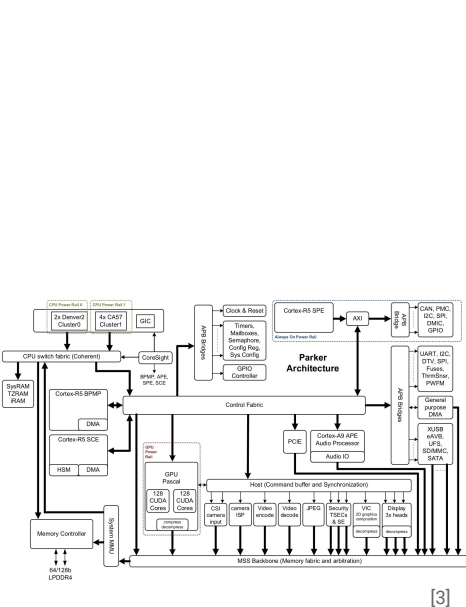 CPU Power Rail 0
CPU Power Rail 1
2x Denver2
Cluster0
4x CA57
Cluster1
GIC
CPU switch fabric (Coherent)
CoreSight
BPMP, APE,
SPE, SCE
SysRAM
TZRAM
iRAM
APB Bridges
Clock & Reset
Timers,
Mailboxes,
Semaphore,
Config Reg,
Sys Config
GPIO
Controller
Cortex-R5 SPE
AXI
APB
Bridge
CAN, PMC,
I2C, SPI,
DMIC,
GPIO
Always On Power Rail
Parker
Architecture
UART, I2C,
DTV, SPI,
Fuses,
ThrmSnsr,
PWFM
APB Bridges
General
purpose
DMA
XUSB
eAVB,
UFS,
SD/MMC,
SATA
Cortex-R5 BPMP
DMA
Control Fabric
Cortex-R5 SCE
HSM
DMA
GPU
Power
Rail
GPU
Pascal
128
CUDA
Cores
128
CUDA
Cores
compress
decompress
PCIE
Cortex-A9 APE
Audio Processor
Audio IO
Host (Command buffer and Synchronization)
CSI
camera
input
camera
ISP
Video
encode
Video
decode
JPEG
Security
TSECs
& SE
VIC
2D graphics
composition
decompress
Display
3x heads
decompress
Memory Controller
System MMU
64/128b
LPDDR4
MSS Backbone (Memory fabric and arbitration)
[3]